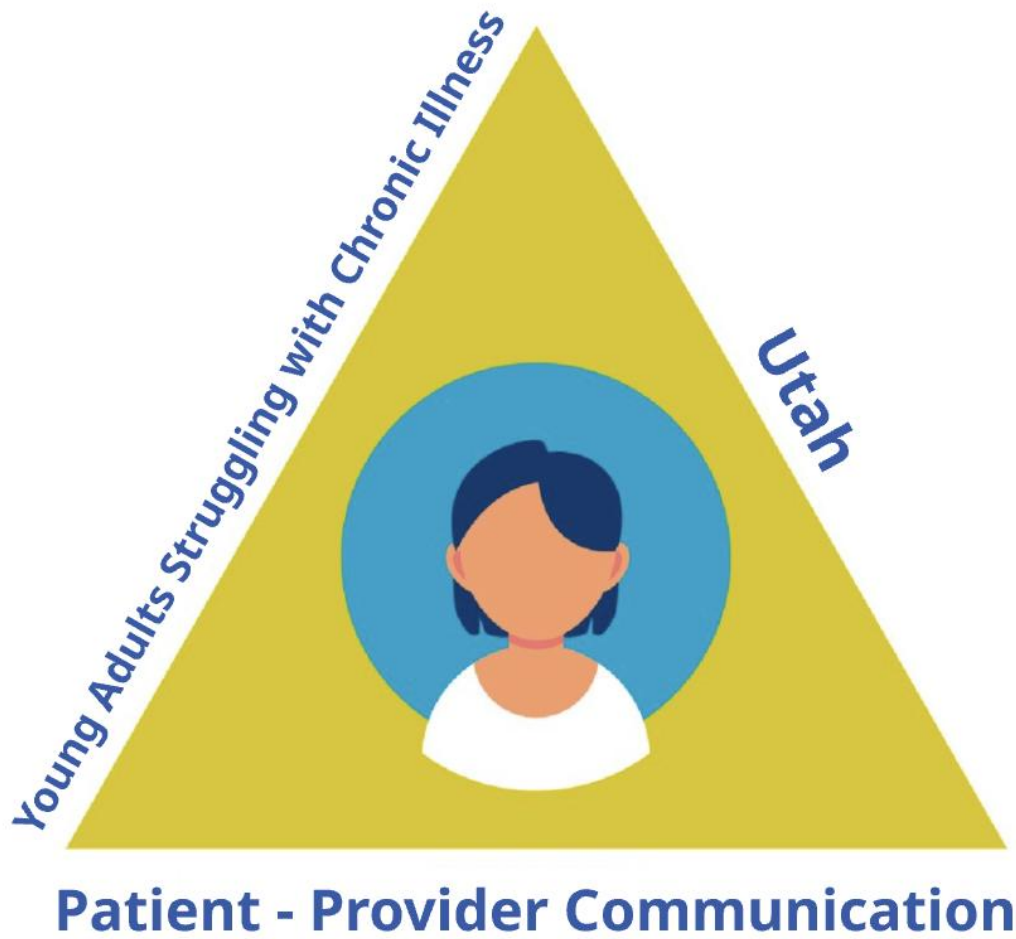 Young Adults Struggling with Chronic Illness
Utah
Patient - Provider Communication